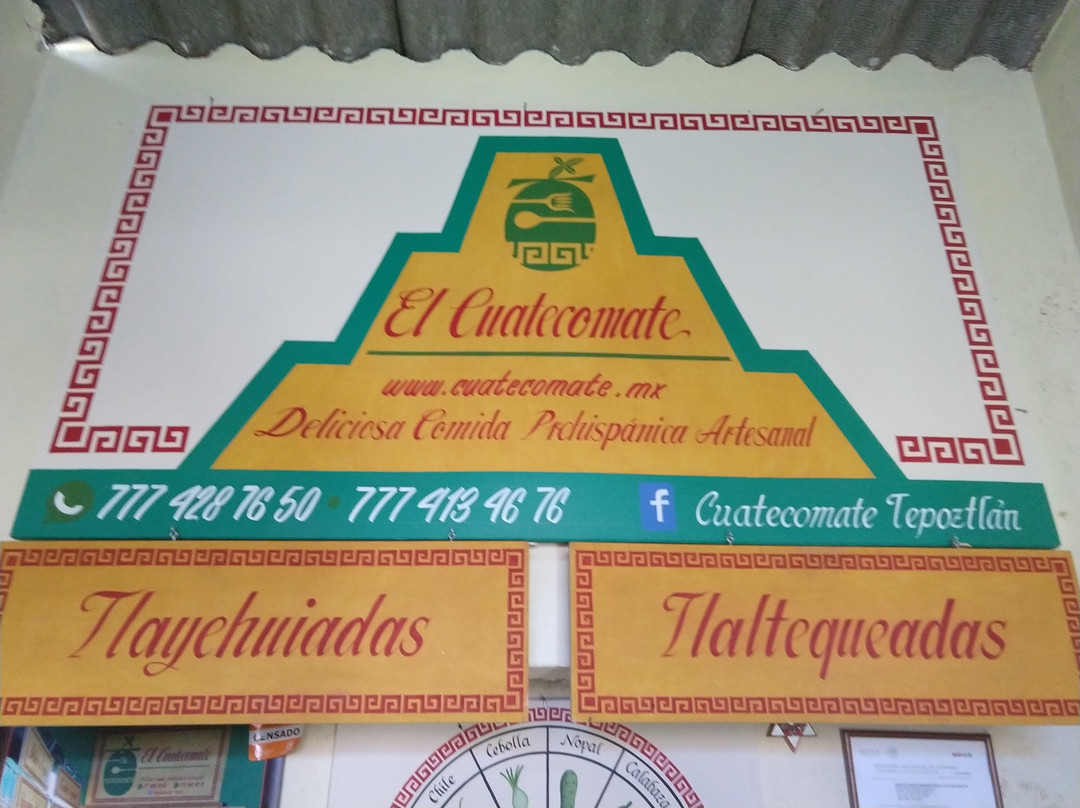 El Cuatecomate
www.cuatecomate.mx
Deliciosa Comida Prehispánica Artesanal
777 428 76 50 • 777 413 46 76
f Cuatecomate Tepoztlán
Tlayehuiadas
Tlaltequeadas
CENSADO
El Cuatecomate
Chile
Cebolla
Nopal
Calabaza